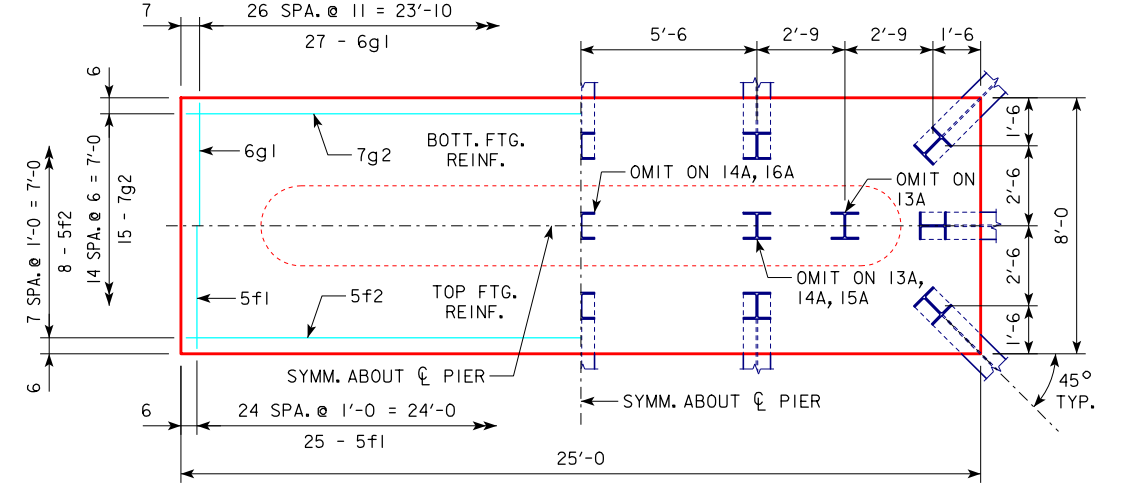 7
26 SPA. @ 11 = 23'-10
27 - 6g1
5'-6
2'-9
2'-9
1'-6
6
7 SPA. @ 1'-0 = 7'-0
8 - 5f2
14 SPA. @ 6 = 7'-0
15 - 7g2
6
6g1
7g2
BOTT. FTG.
REINF.
OMIT ON 14A, 16A
OMIT ON
13A
1'-6
2'-6
2'-6
1'-6
8'-0
5f1
5f2
TOP FTG.
REINF.
OMIT ON 13A,
14A, 15A
SYMM. ABOUT ℄ PIER
SYMM. ABOUT ℄ PIER
45°
TYP.
6
24 SPA. @ 1'-0 = 24'-0
25 - 5f1
25'-0